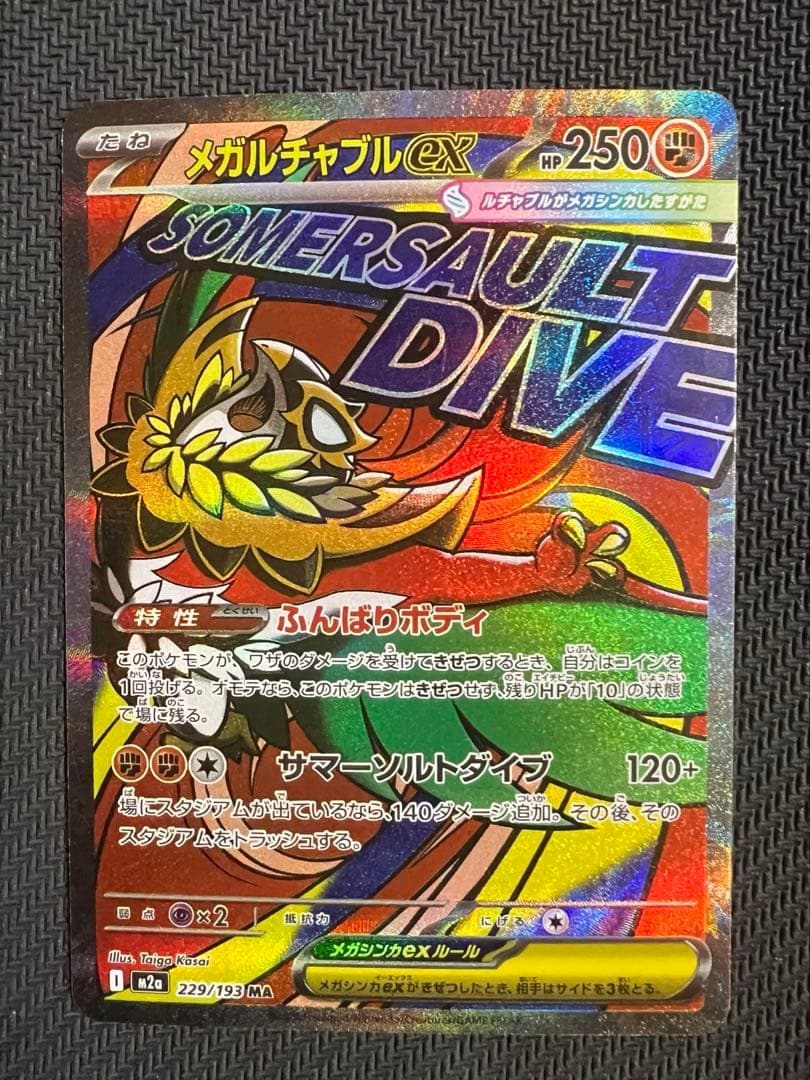 たね
メガルチャブルex
HP250
ルチャブルがメガシンカしたすがた
SOMERSAULT
DIVE
特性
とくせい
ふんばりボディ
このポケモンが、ワザのダメージを受けてきぜつするとき、自分はコインを
1回投げる。オモテなら、このポケモンはきぜつせず、残りHPが「10」の状態
で場に残る。
サマーソルトダイブ 120+
場にスタジアムが出ているなら、140ダメージ追加。その後、その
スタジアムをトラッシュする。
弱点 ×2 抵抗力 にげる
Illus. Taiga Kasai
メガシンカexルール
I m2a 229/193 MA
メガシンカexがきぜつしたとき、相手はサイドを3枚とる。